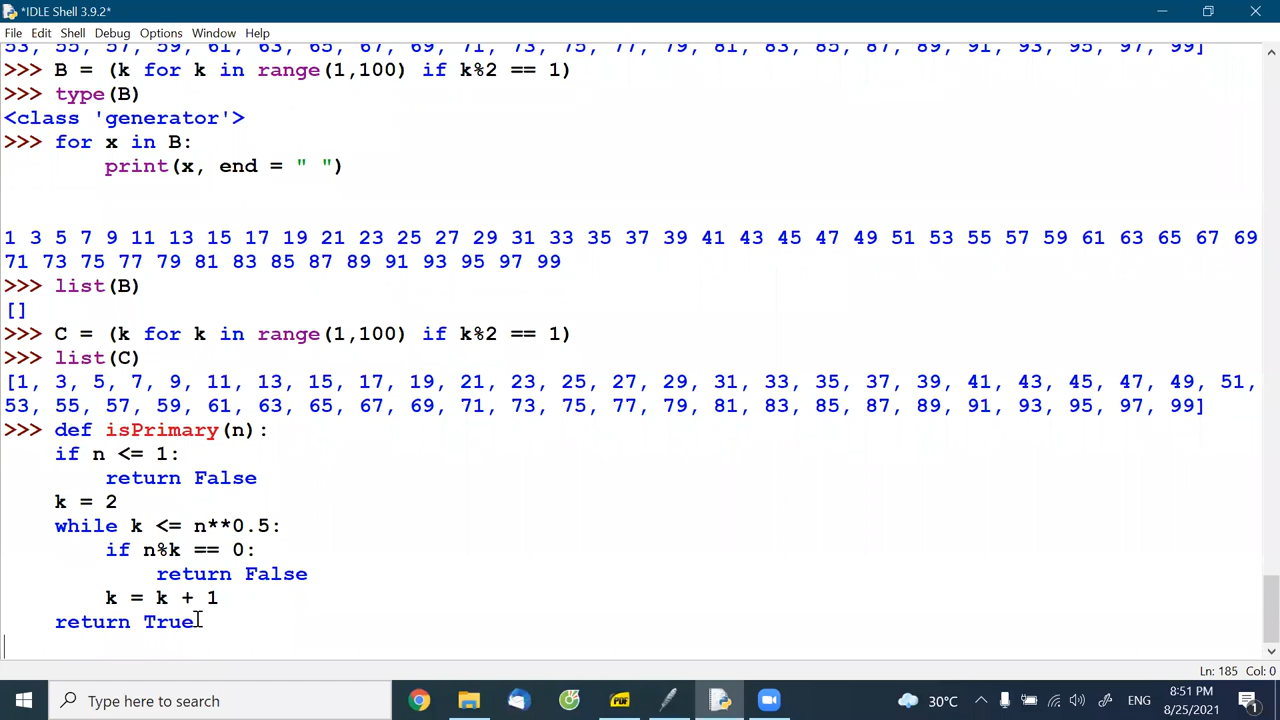 *IDLE Shell 3.9.2*
File Edit Shell Debug Options Window Help
53, 55, 57, 59, 61, 63, 65, 67, 69, 71, 73, 75, 77, 79, 81, 83, 85, 87, 89, 91, 93, 95, 97, 99]
>>> B = (k for k in range(1,100) if k%2 == 1)
>>> type(B)
<class 'generator'>
>>> for x in B:
        print(x, end = " ")
1 3 5 7 9 11 13 15 17 19 21 23 25 27 29 31 33 35 37 39 41 43 45 47 49 51 53 55 57 59 61 63 65 67 69
71 73 75 77 79 81 83 85 87 89 91 93 95 97 99
>>> list(B)
[]
>>> C = (k for k in range(1,100) if k%2 == 1)
>>> list(C)
[1, 3, 5, 7, 9, 11, 13, 15, 17, 19, 21, 23, 25, 27, 29, 31, 33, 35, 37, 39, 41, 43, 45, 47, 49, 51,
53, 55, 57, 59, 61, 63, 65, 67, 69, 71, 73, 75, 77, 79, 81, 83, 85, 87, 89, 91, 93, 95, 97, 99]
>>> def isPrimary(n):
    if n <= 1:
        return False
    k = 2
    while k <= n**0.5:
        if n%k == 0:
            return False
        k = k + 1
    return True
Ln: 185 Col: 0
Type here to search
PDF
30°C
ENG
8:51 PM
8/25/2021
1